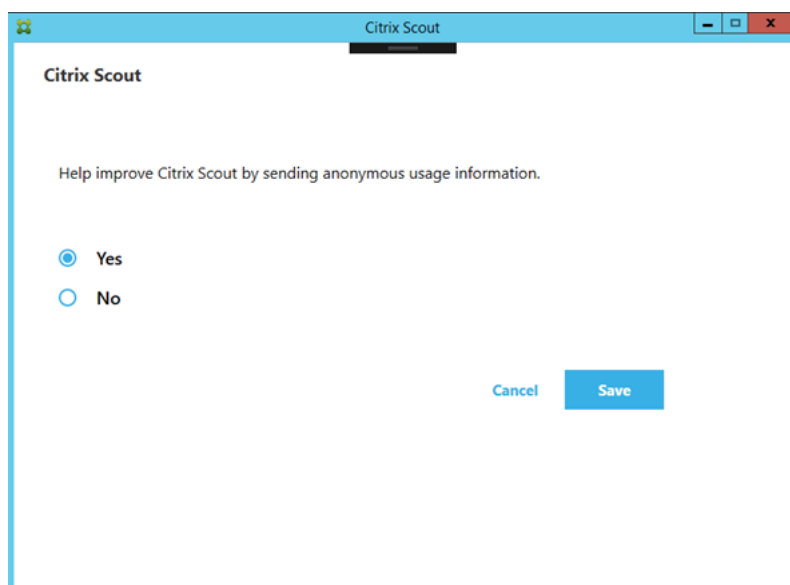 Citrix Scout
Citrix Scout
Help improve Citrix Scout by sending anonymous usage information.
Yes
No
Cancel
Save